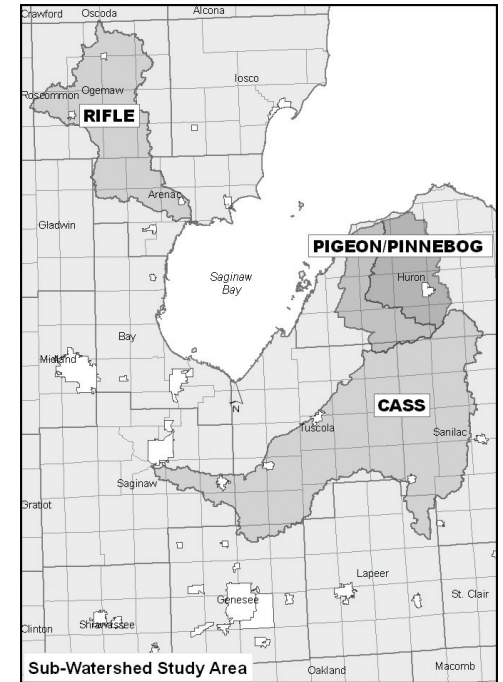 Crawford Oscoda Alcona
Roscommon Ogemaw Iosco
RIFLE
Arenac
Gladwin
PIGEON/PINNEBOG
Huron
Saginaw
Bay
Bay
Midland
N
CASS
Tuscola
Sanilac
Saginaw
Gratiot
Lapeer
Genesee
St. Clair
Clinton Shiawassee
Sub-Watershed Study Area
Oakland Macomb